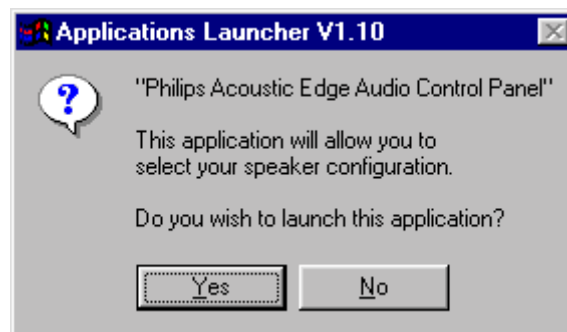 Applications Launcher V1.10
"Philips Acoustic Edge Audio Control Panel"
This application will allow you to
select your speaker configuration.
Do you wish to launch this application?
Yes
No